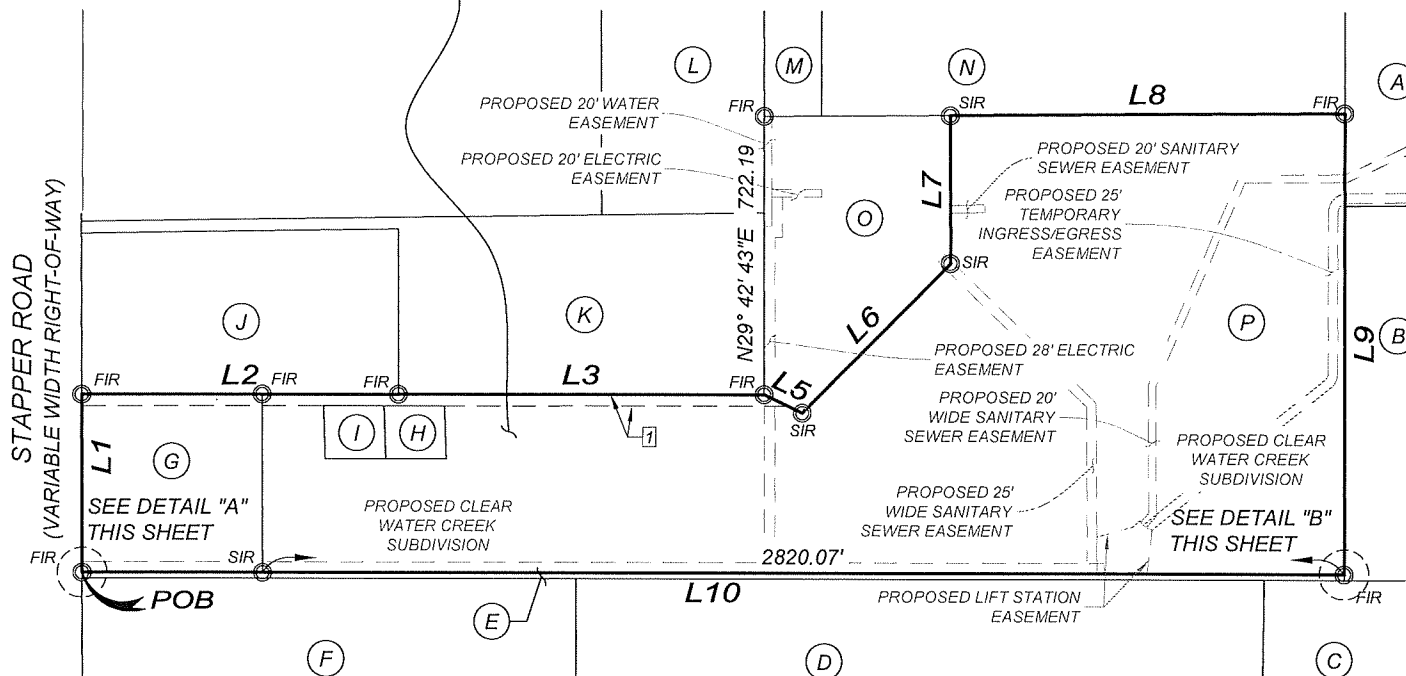 L
M
N
A
FIR
SIR
L8
FIR
PROPOSED 20' WATER
EASEMENT
PROPOSED 20' ELECTRIC
EASEMENT
N29° 42' 43"E 722.19
L7
PROPOSED 20' SANITARY
SEWER EASEMENT
PROPOSED 25'
TEMPORARY
INGRESS/EGRESS
EASEMENT
O
SIR
STAPPER ROAD
(VARIABLE WIDTH RIGHT-OF-WAY)
J
K
L6
P
B
L9
PROPOSED 28' ELECTRIC
EASEMENT
FIR
L2
FIR
FIR
L3
FIR
L5
SIR
PROPOSED 20'
WIDE SANITARY
SEWER EASEMENT
I
H
1
L1
G
PROPOSED CLEAR
WATER CREEK
SUBDIVISION
SEE DETAIL "A"
THIS SHEET
PROPOSED CLEAR
WATER CREEK
SUBDIVISION
PROPOSED 25'
WIDE SANITARY
SEWER EASEMENT
SEE DETAIL "B"
THIS SHEET
FIR
SIR
2820.07'
POB
L10
PROPOSED LIFT STATION
EASEMENT
FIR
E
F
D
C